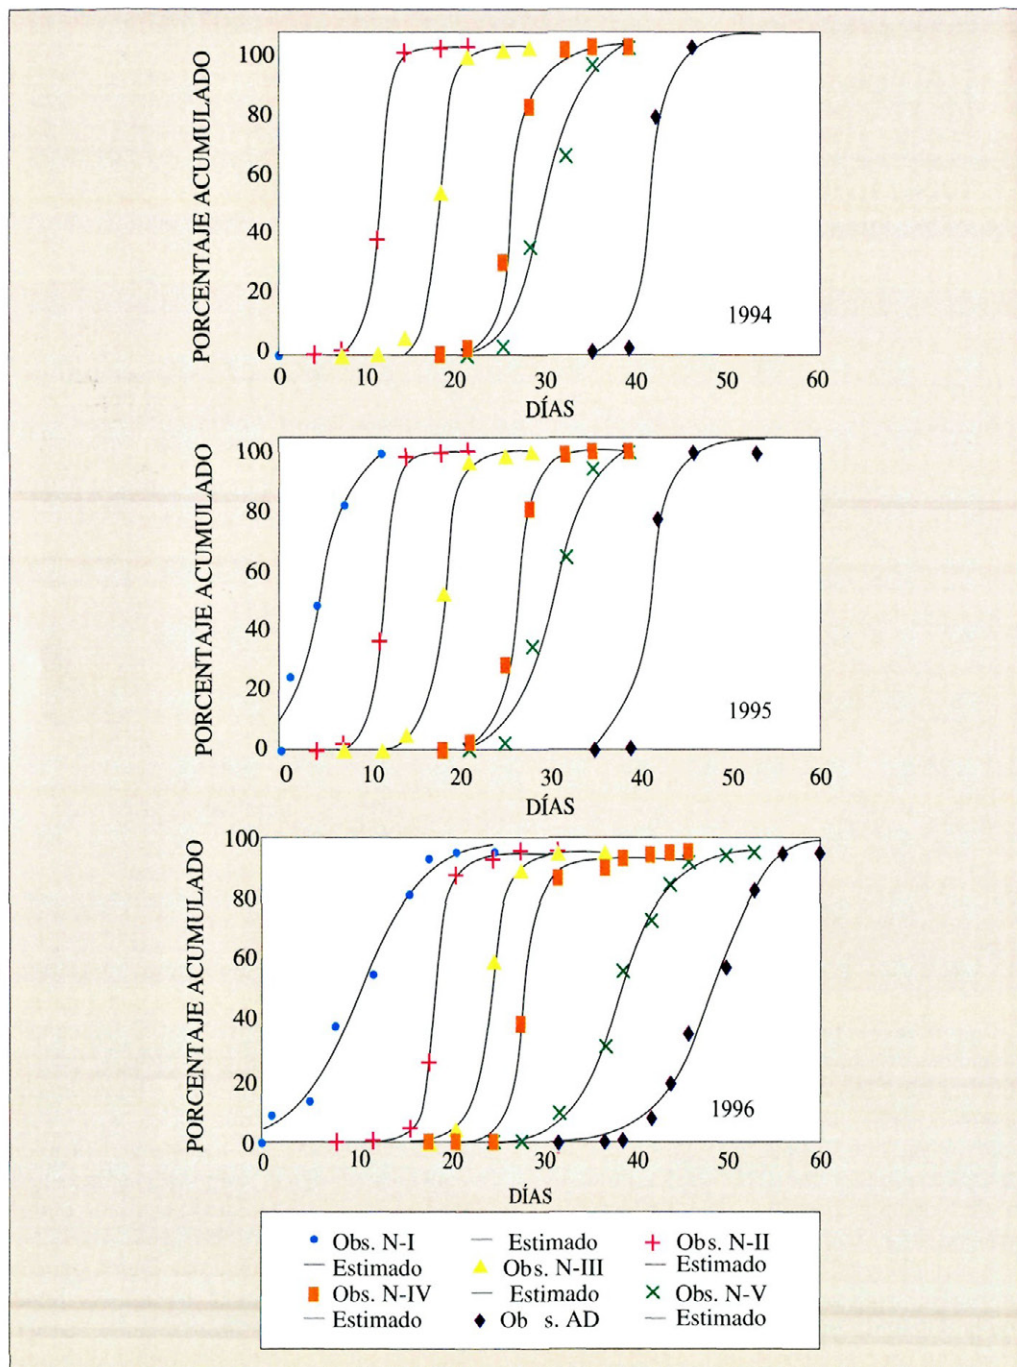 PORCENTAJE ACUMULADO
100
80
60
40
20
0
1994
0 10 20 30 40 50 60
DÍAS
PORCENTAJE ACUMULADO
100
80
60
40
20
0
1995
0 10 20 30 40 50 60
DÍAS
PORCENTAJE ACUMULADO
100
80
60
40
20
0
1996
0 10 20 30 40 50 60
DÍAS
Obs. N-I Estimado Obs. N-II
Estimado Obs. N-III Estimado
Obs. N-IV Estimado Obs. N-V
Estimado Ob s. AD Estimado